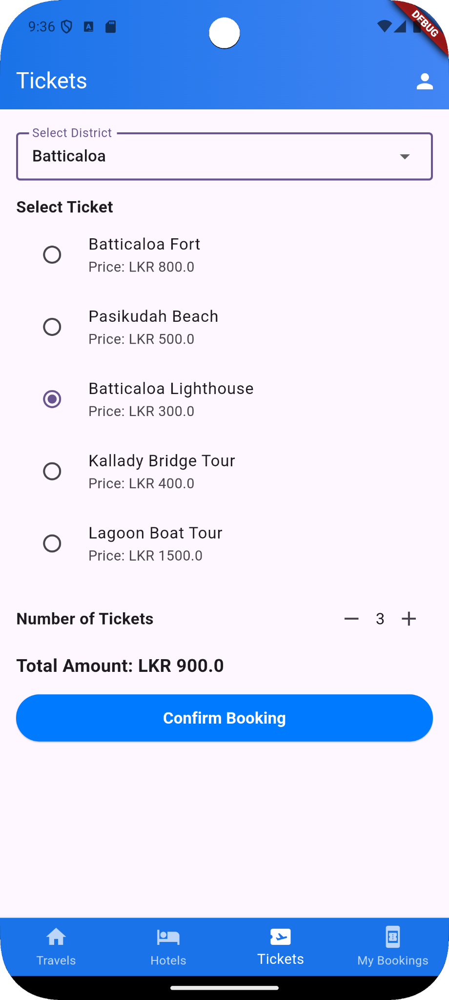 9:36
A
DEBUG
Tickets
Select District
Batticaloa
Select Ticket
Batticaloa Fort
Price: LKR 800.0
Pasikudah Beach
Price: LKR 500.0
Batticaloa Lighthouse
Price: LKR 300.0
Kallady Bridge Tour
Price: LKR 400.0
Lagoon Boat Tour
Price: LKR 1500.0
Number of Tickets 3
Total Amount: LKR 900.0
Confirm Booking
Travels Hotels Tickets My Bookings